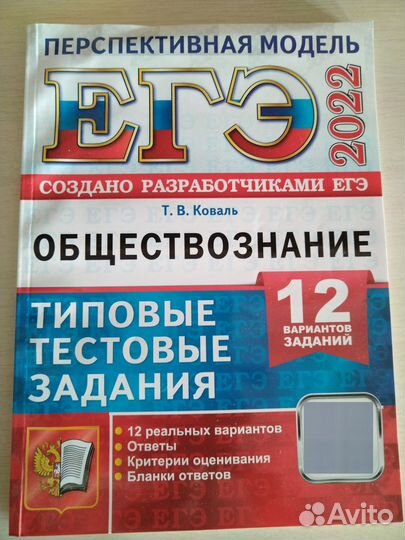 ПЕРСПЕКТИВНАЯ МОДЕЛЬ
ЕГЭ
2022
СОЗДАНО РАЗРАБОТЧИКАМИ ЕГЭ
Т. В. Коваль
ОБЩЕСТВОЗНАНИЕ
ТИПОВЫЕ
ТЕСТОВЫЕ
ЗАДАНИЯ
12
ВАРИАНТОВ
ЗАДАНИЙ
• 12 реальных вариантов
• Ответы
• Критерии оценивания
• Бланки ответов
Avito